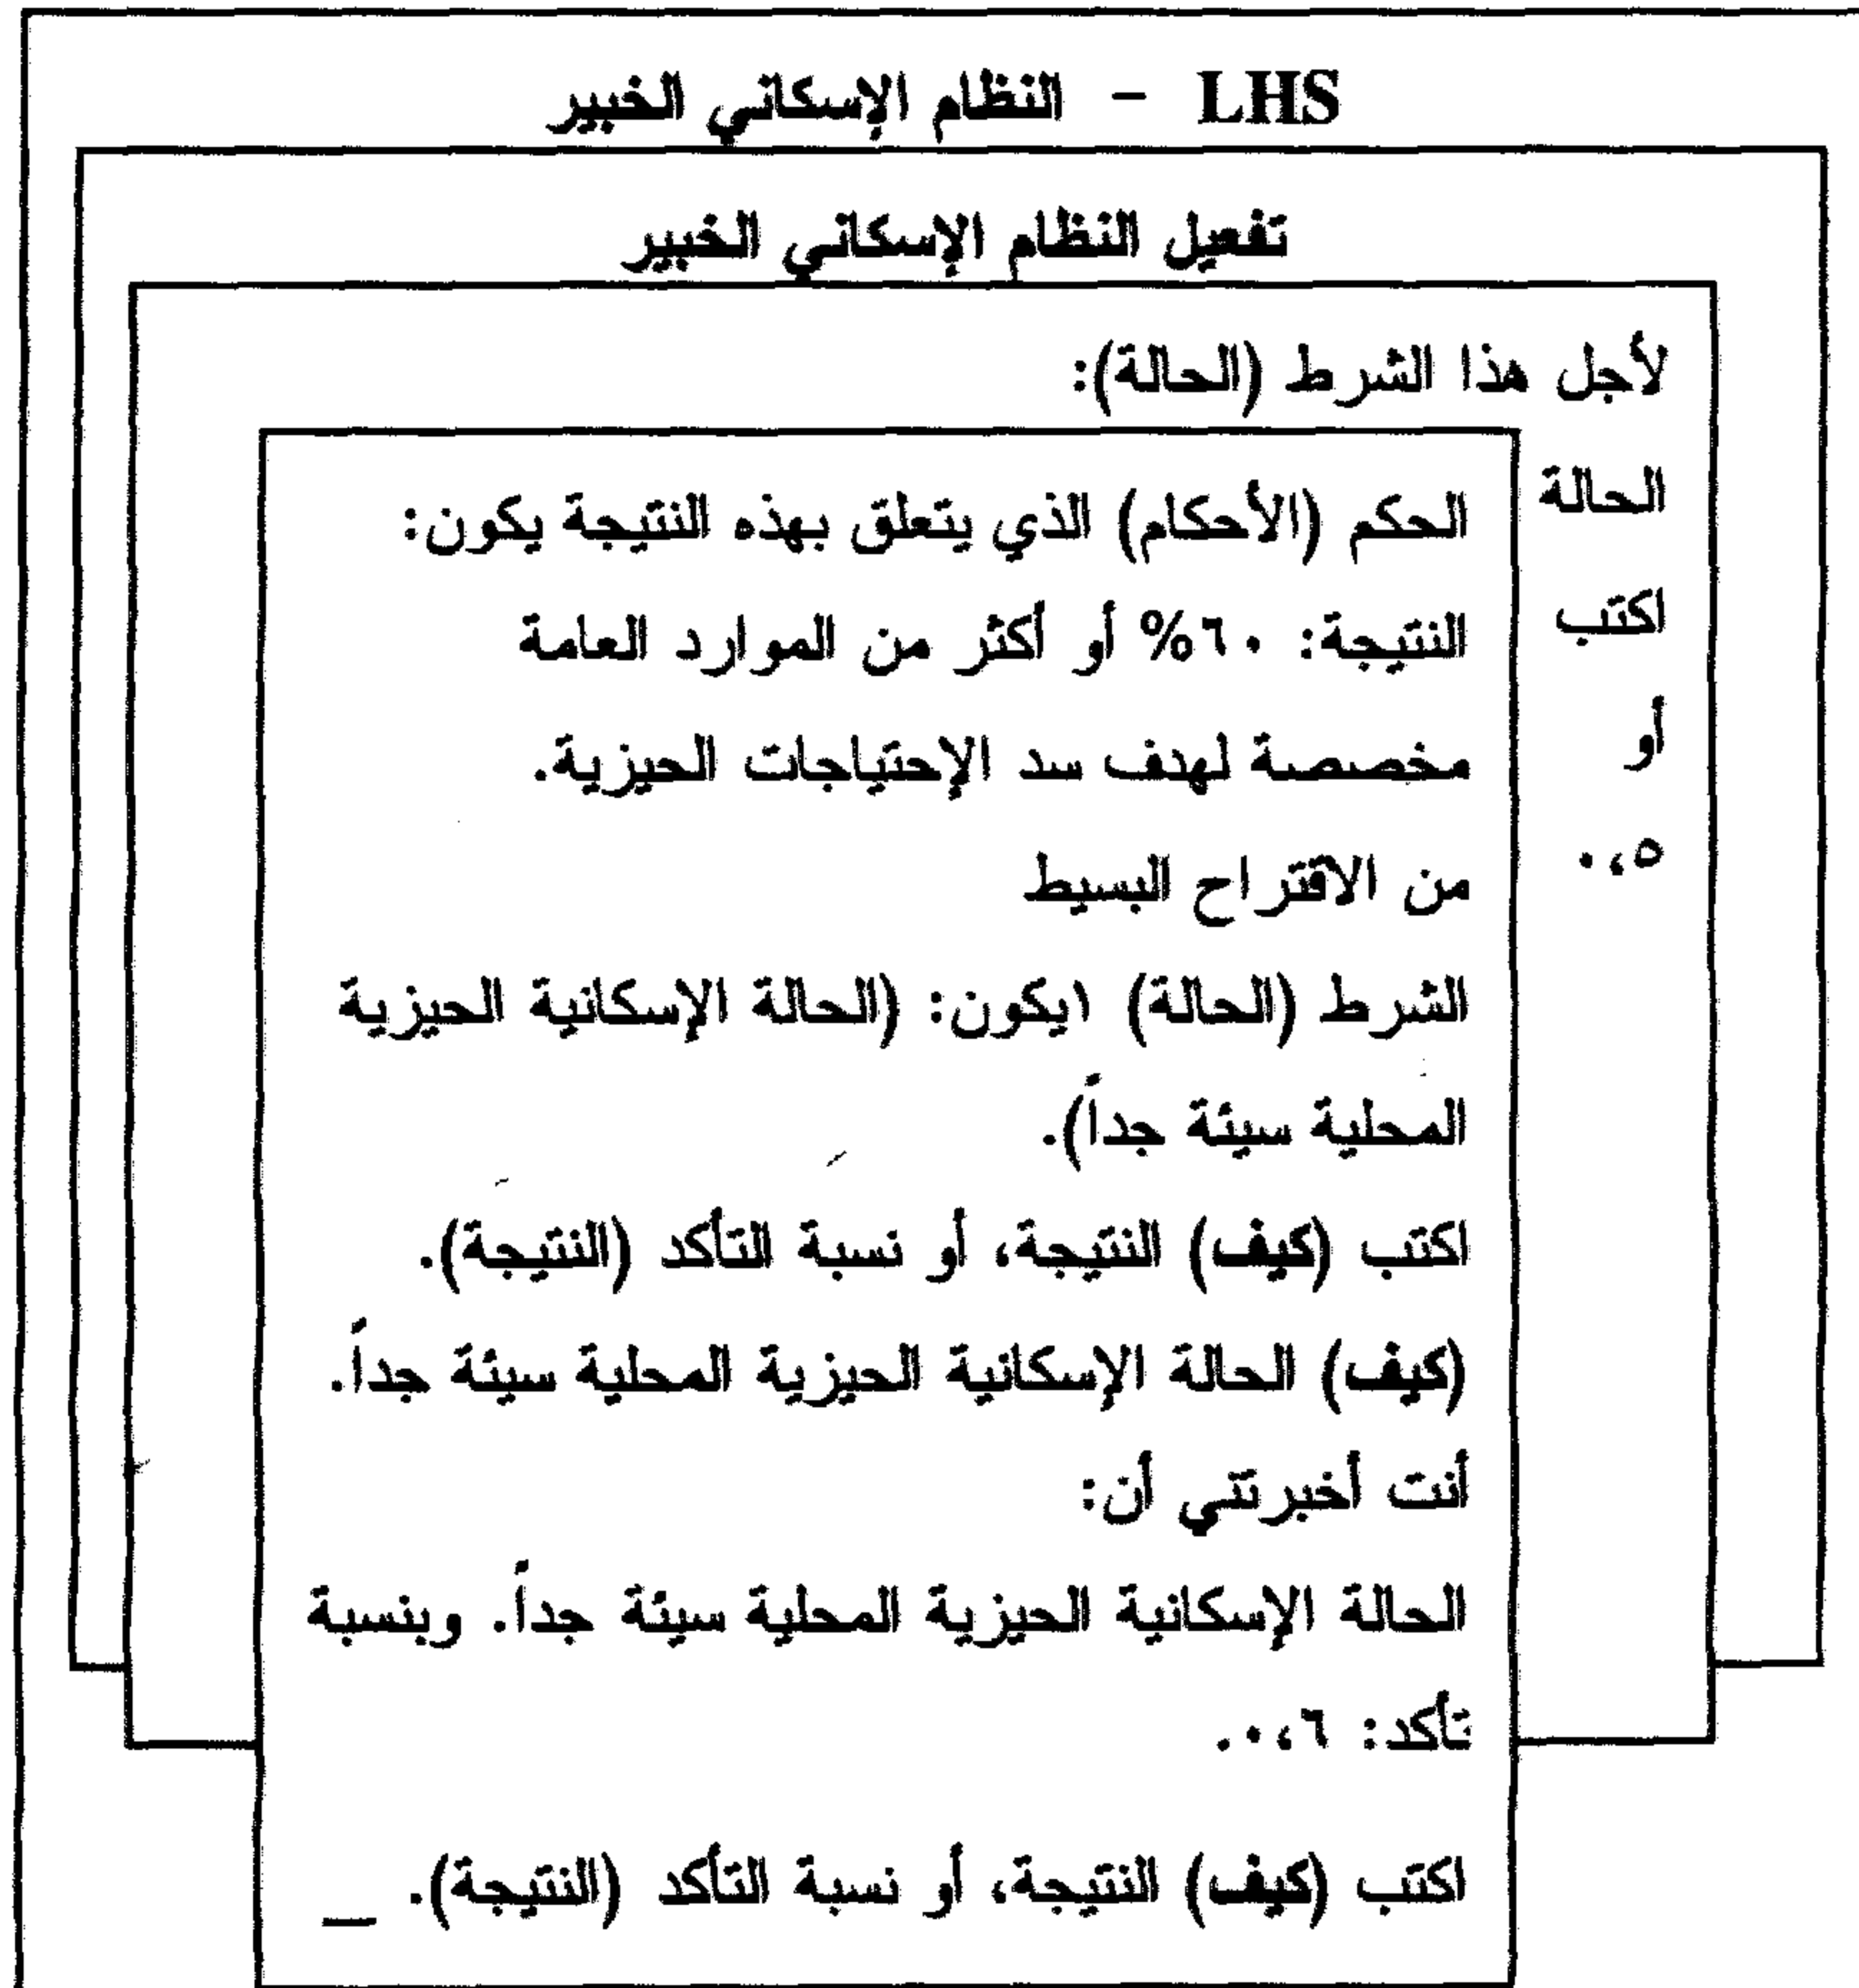 LHS - النظام الإسكاني الخبير
تفعيل النظام الإسكاني الخبير
لأجل هذا الشرط (الحالة):
الحالة
اكتب
أو
٠,٥
الحكم (الأحكام) الذي يتعلق بهذه النتيجة يكون:
النتيجة: ٦٠% أو أكثر من الموارد العامة
مخصصة لهدف سد الإحتياجات الحيزية.
من الاقتراح البسيط
الشرط (الحالة) ١يكون: (الحالة الإسكانية الحيزية
المحلية سيئة جداً).
اكتب (كيف) النتيجة، أو نسبة التأكد (النتيجة).
(كيف) الحالة الإسكانية الحيزية المحلية سيئة جداً.
أنت أخبرتني أن:
الحالة الإسكانية الحيزية المحلية سيئة جداً. وبنسبة
تأكد: ٠,٦.
اكتب (كيف) النتيجة، أو نسبة التأكد (النتيجة). _